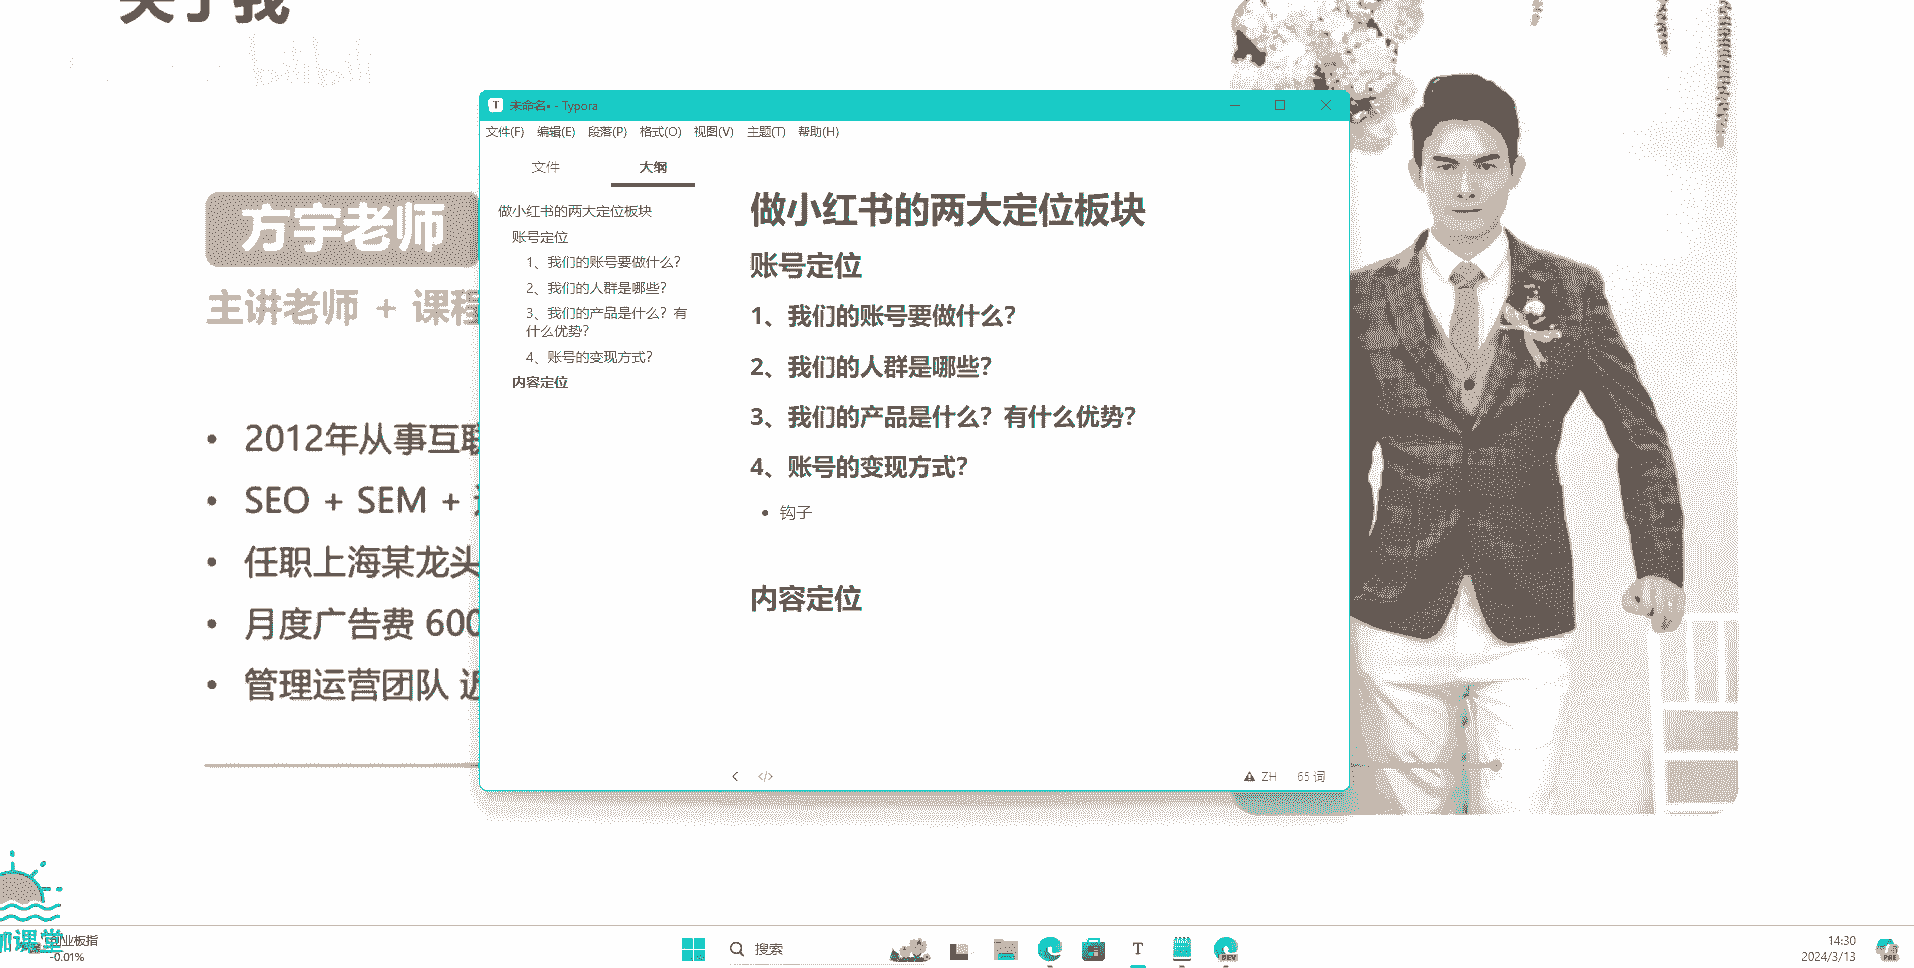 关于我
bilibili
方宇老师
主讲老师 + 课程
2012年从事互联
SEO + SEM +
任职上海某龙头
月度广告费 600
管理运营团队 近
未命名• - Typora
文件(F) 编辑(E) 段落(P) 格式(O) 视图(V) 主题(T) 帮助(H)
文件 大纲
做小红书的两大定位板块
账号定位
1、我们的账号要做什么?
2、我们的人群是哪些?
3、我们的产品是什么? 有
什么优势?
4、账号的变现方式?
内容定位
做小红书的两大定位板块
账号定位
1、我们的账号要做什么?
2、我们的人群是哪些?
3、我们的产品是什么? 有什么优势?
4、账号的变现方式?
钩子
内容定位
ZH 65 词
课堂
创业板指
-0.01%
搜索
DEV
14:30
2024/3/13
PRE